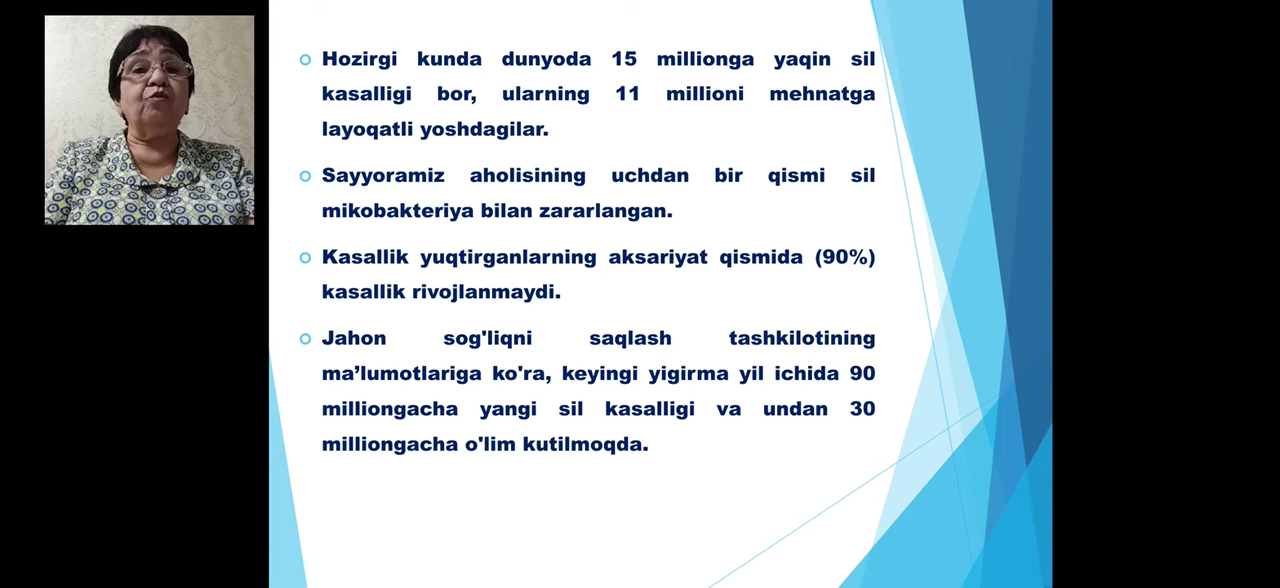 Hozirgi kunda dunyoda 15 millionga yaqin sil
kasalligi bor, ularning 11 millioni mehnatga
layoqatli yoshdagilar.
Sayyoramiz aholisining uchdan bir qismi sil
mikobakteriya bilan zararlangan.
Kasallik yuqtirganlarning aksariyat qismida (90%)
kasallik rivojlanmaydi.
Jahon sog'liqni saqlash tashkilotining
ma’lumotlariga ko'ra, keyingi yigirma yil ichida 90
milliongacha yangi sil kasalligi va undan 30
milliongacha o'lim kutilmoqda.